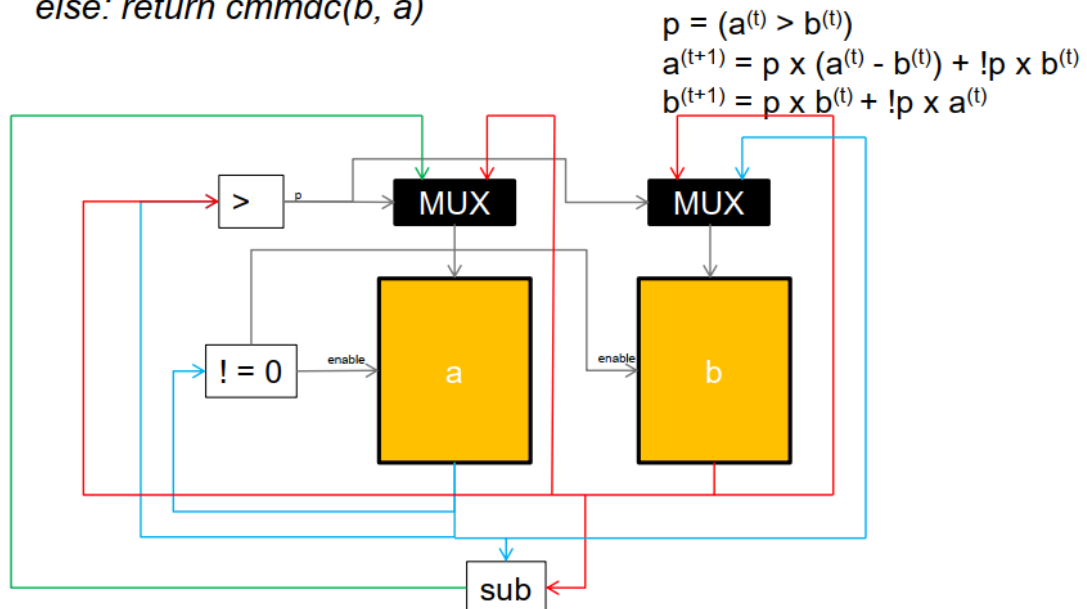 else: return cmmdc(b, a)
p = (a⁽ᵗ⁾ > b⁽ᵗ⁾)
a⁽ᵗ⁺¹⁾ = p x (a⁽ᵗ⁾ - b⁽ᵗ⁾) + !p x b⁽ᵗ⁾
b⁽ᵗ⁺¹⁾ = p x b⁽ᵗ⁾ + !p x a⁽ᵗ⁾
> p MUX MUX
! = 0 enable a enable b
sub